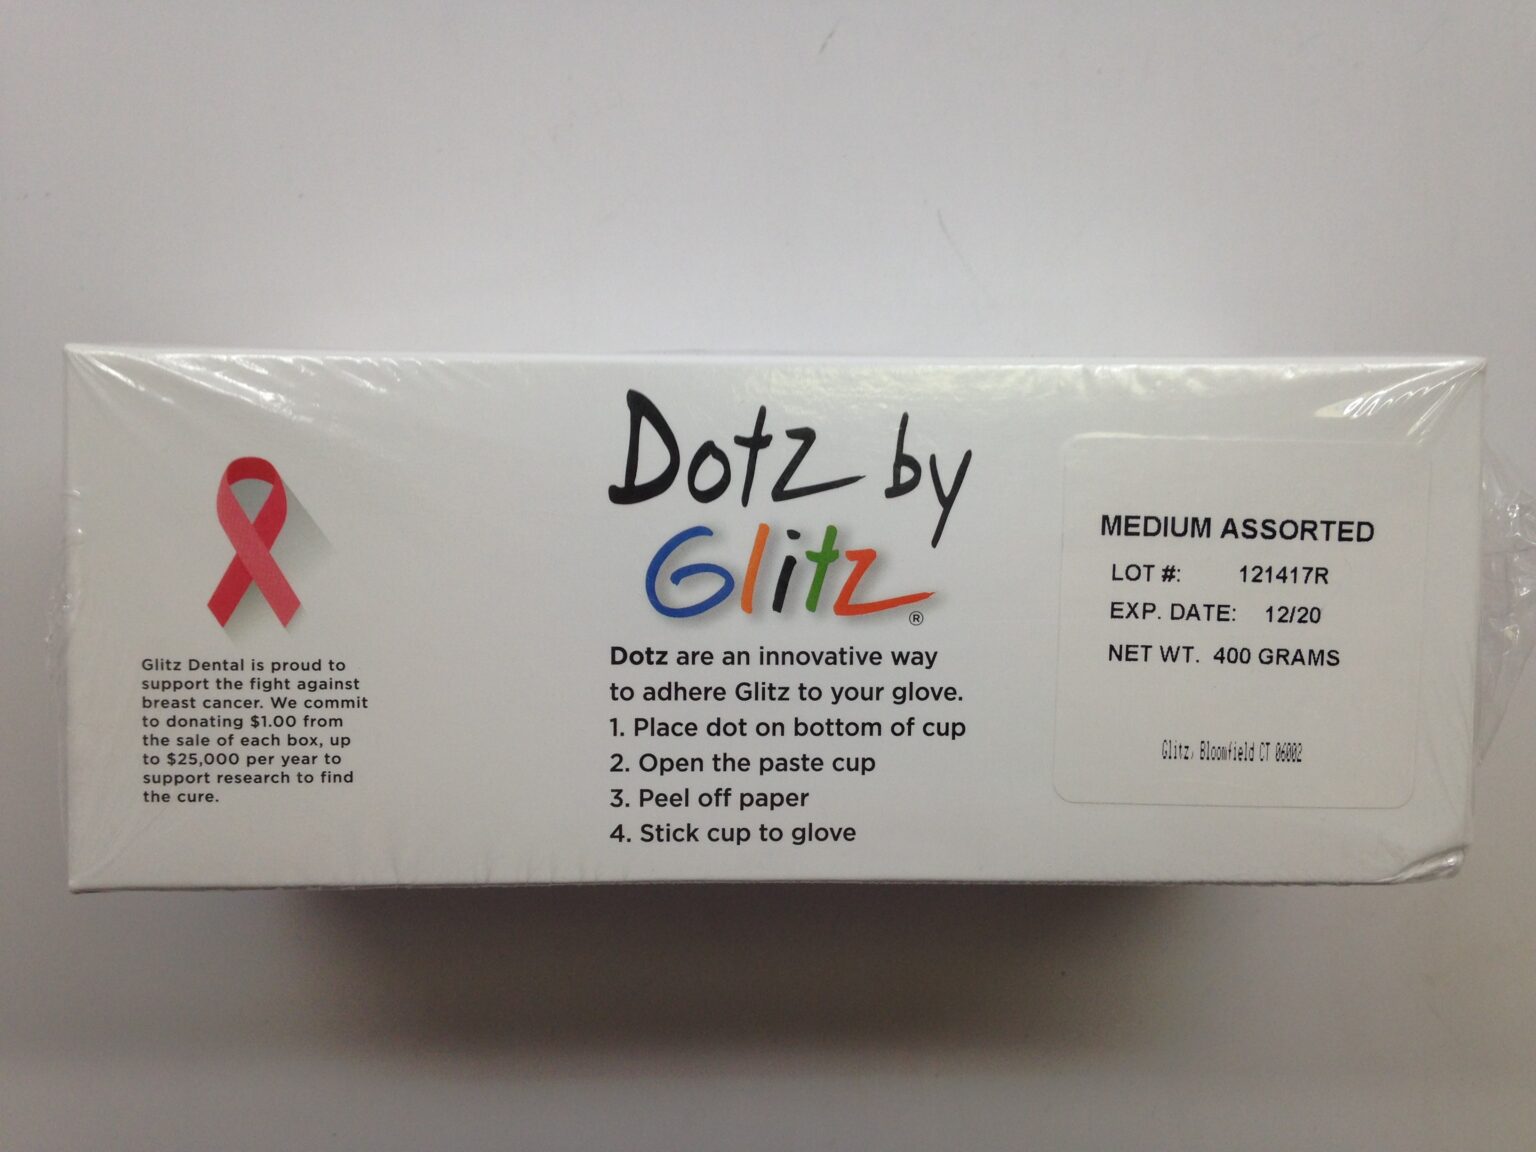 Glitz Dental is proud to
support the fight against
breast cancer. We commit
to donating $1.00 from
the sale of each box, up
to $25,000 per year to
support research to find
the cure.
Dotz by
Glitz®
Dotz are an innovative way
to adhere Glitz to your glove.
1. Place dot on bottom of cup
2. Open the paste cup
3. Peel off paper
4. Stick cup to glove
MEDIUM ASSORTED
LOT #: 121417R
EXP. DATE: 12/20
NET WT. 400 GRAMS
Glitz, Bloomfield CT 06002